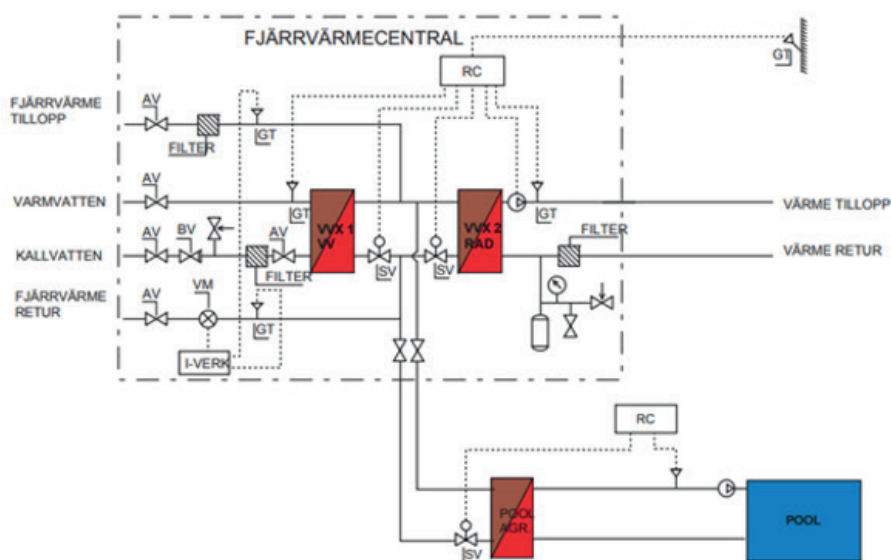 FJÄRRVÄRMECENTRAL
RC
GT
FJÄRRVÄRME
TILLOPP
AV
FILTER
GT
VARMVATTEN
AV
GT
VVX 1
VV
VVX 2
RAD
GT
VÄRME TILLOPP
KALLVATTEN
AV
BV
FILTER
AV
SV
SV
FILTER
VÄRME RETUR
FJÄRRVÄRME
RETUR
AV
VM
GT
I-VERK
RC
POOL
AGR.
SV
POOL